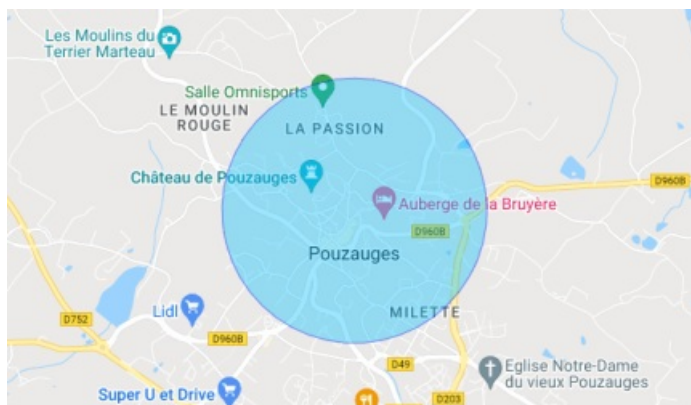 Les Moulins du
Terrier Marteau
Salle Omnisports
LE MOULIN
ROUGE
LA PASSION
Château de Pouzauges
D960B
Auberge de la Bruyère
D960B
Pouzauges
Lidl
MILETTE
D752
D960B
D49
Eglise Notre-Dame
du vieux Pouzauges
Super U et Drive
D203